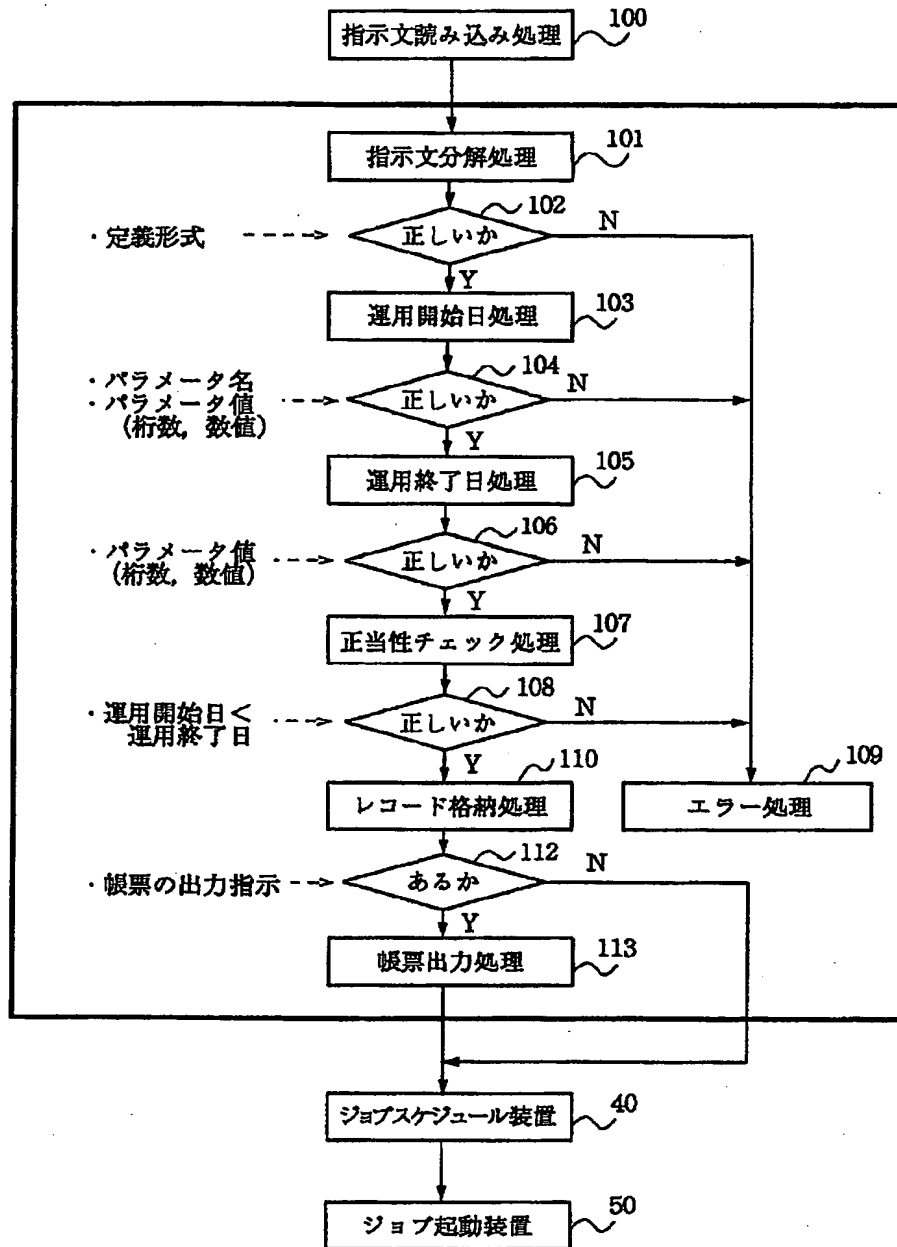 指示文読み込み処理 100
指示文分解処理 101
102
・定義形式 正しいか N
Y
運用開始日処理 103
104
・パラメータ名
・パラメータ値 正しいか N
(桁数, 数値)
Y
運用終了日処理 105
106
・パラメータ値 正しいか N
(桁数, 数値)
Y
正当性チェック処理 107
108
・運用開始日< 正しいか N
運用終了日
Y
レコード格納処理 110
エラー処理 109
112
・帳票の出力指示 あるか N
Y
帳票出力処理 113
ジョブスケジュール装置 40
ジョブ起動装置 50